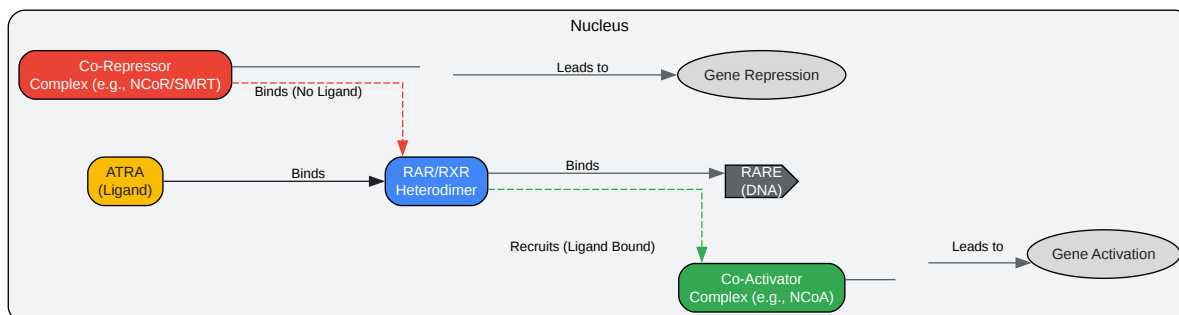 Nucleus
Co-Repressor
Complex (e.g., NCoR/SMRT)
Binds (No Ligand)
Leads to
Gene Repression
ATRA
(Ligand)
Binds
RAR/RXR
Heterodimer
Binds
RARE
(DNA)
Recruits (Ligand Bound)
Co-Activator
Complex (e.g., NCoA)
Leads to
Gene Activation